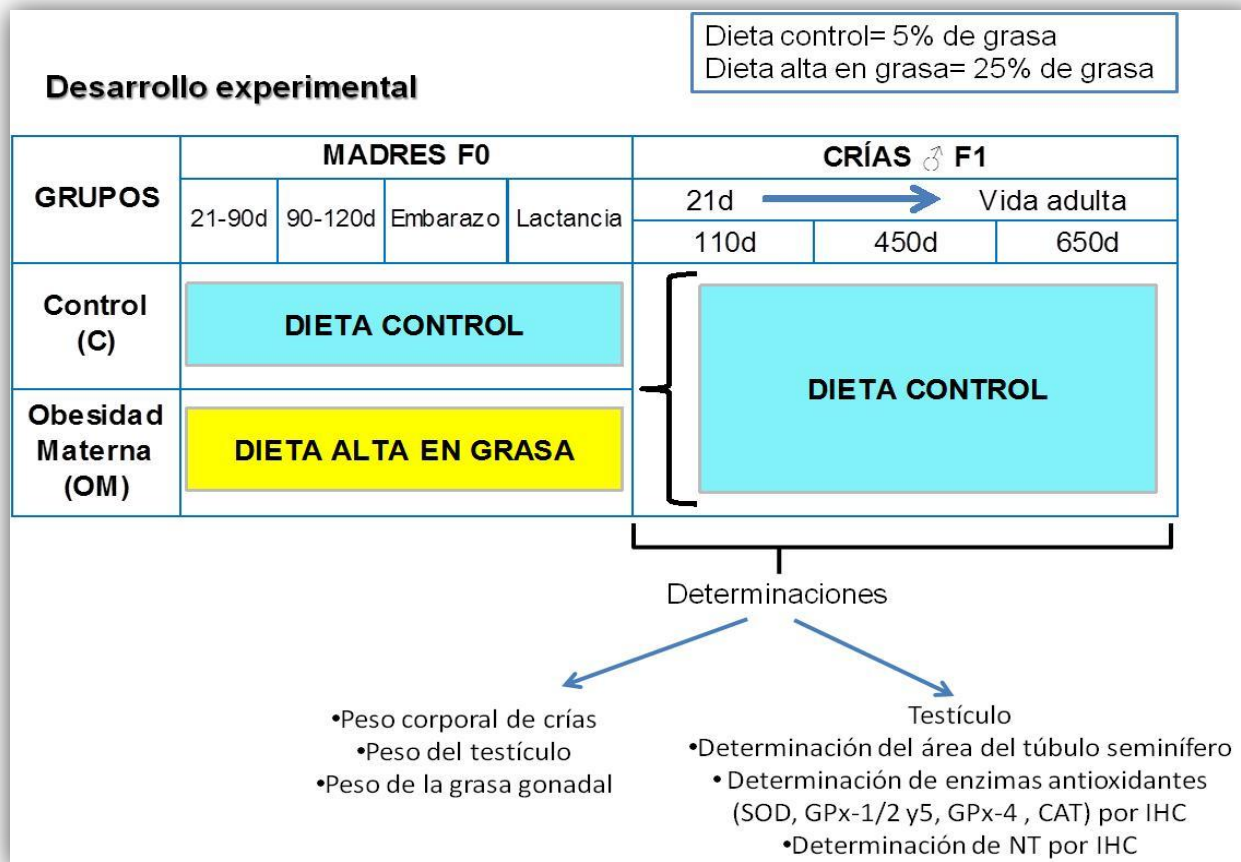 Dieta control= 5% de grasa
Dieta alta en grasa= 25% de grasa
Desarrollo experimental
GRUPOS
MADRES F0
CRÍAS ♂ F1
21-90d
90-120d
Embarazo
Lactancia
21d
Vida adulta
110d
450d
650d
Control
(C)
DIETA CONTROL
DIETA CONTROL
Obesidad
Materna
(OM)
DIETA ALTA EN GRASA
Determinaciones
•Peso corporal de crías
•Peso del testículo
•Peso de la grasa gonadal
Testículo
•Determinación del área del túbulo seminífero
• Determinación de enzimas antioxidantes
(SOD, GPx-1/2 y5, GPx-4 , CAT) por IHC
•Determinación de NT por IHC